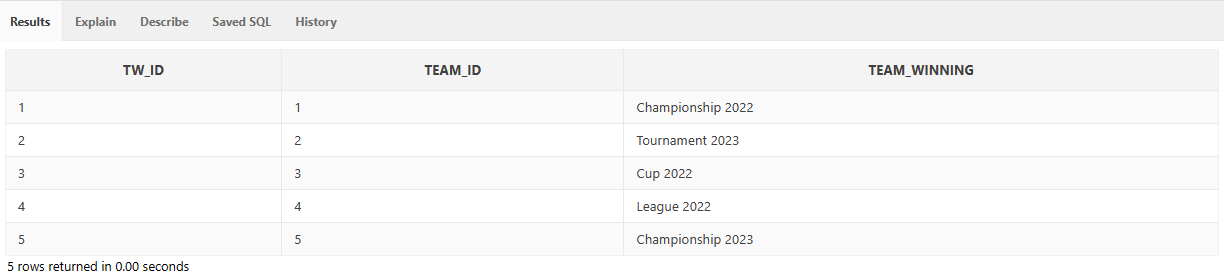 Results Explain Describe Saved SQL History
TW_ID TEAM_ID TEAM_WINNING
1 1 Championship 2022
2 2 Tournament 2023
3 3 Cup 2022
4 4 League 2022
5 5 Championship 2023
5 rows returned in 0.00 seconds